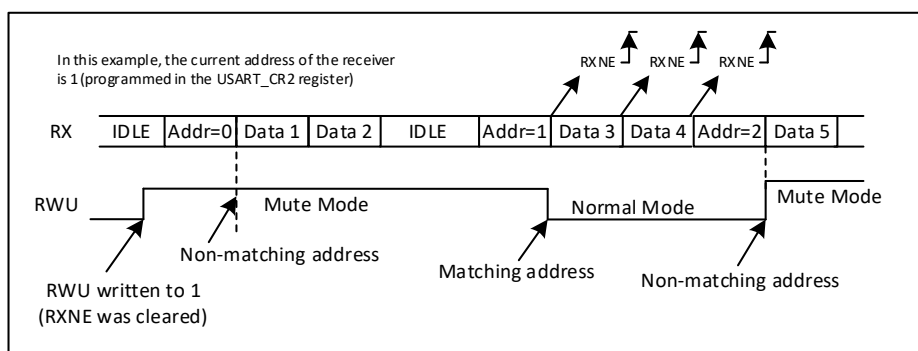 In this example, the current address of the receiver
is 1(programmed in the USART_CR2 register)
RXNE RXNE RXNE
RX IDLE Addr=0 Data 1 Data 2 IDLE Addr=1 Data 3 Data 4 Addr=2 Data 5
RWU Mute Mode Normal Mode Mute Mode
Non-matching address Matching address Non-matching address
RWU written to 1
(RXNE was cleared)